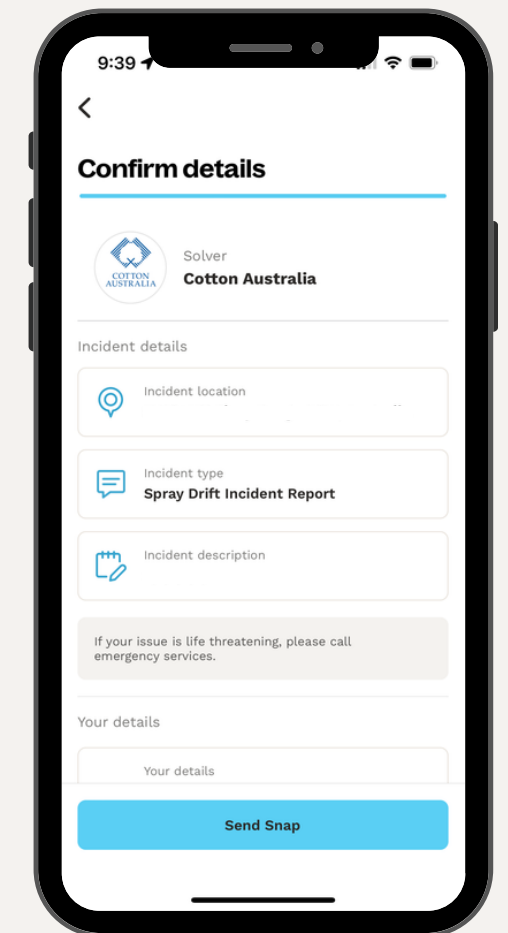 9:39
Confirm details
COTTON
AUSTRALIA
Solver
Cotton Australia
Incident details
Incident location
Incident type
Spray Drift Incident Report
Incident description
If your issue is life threatening, please call
emergency services.
Your details
Your details
Send Snap